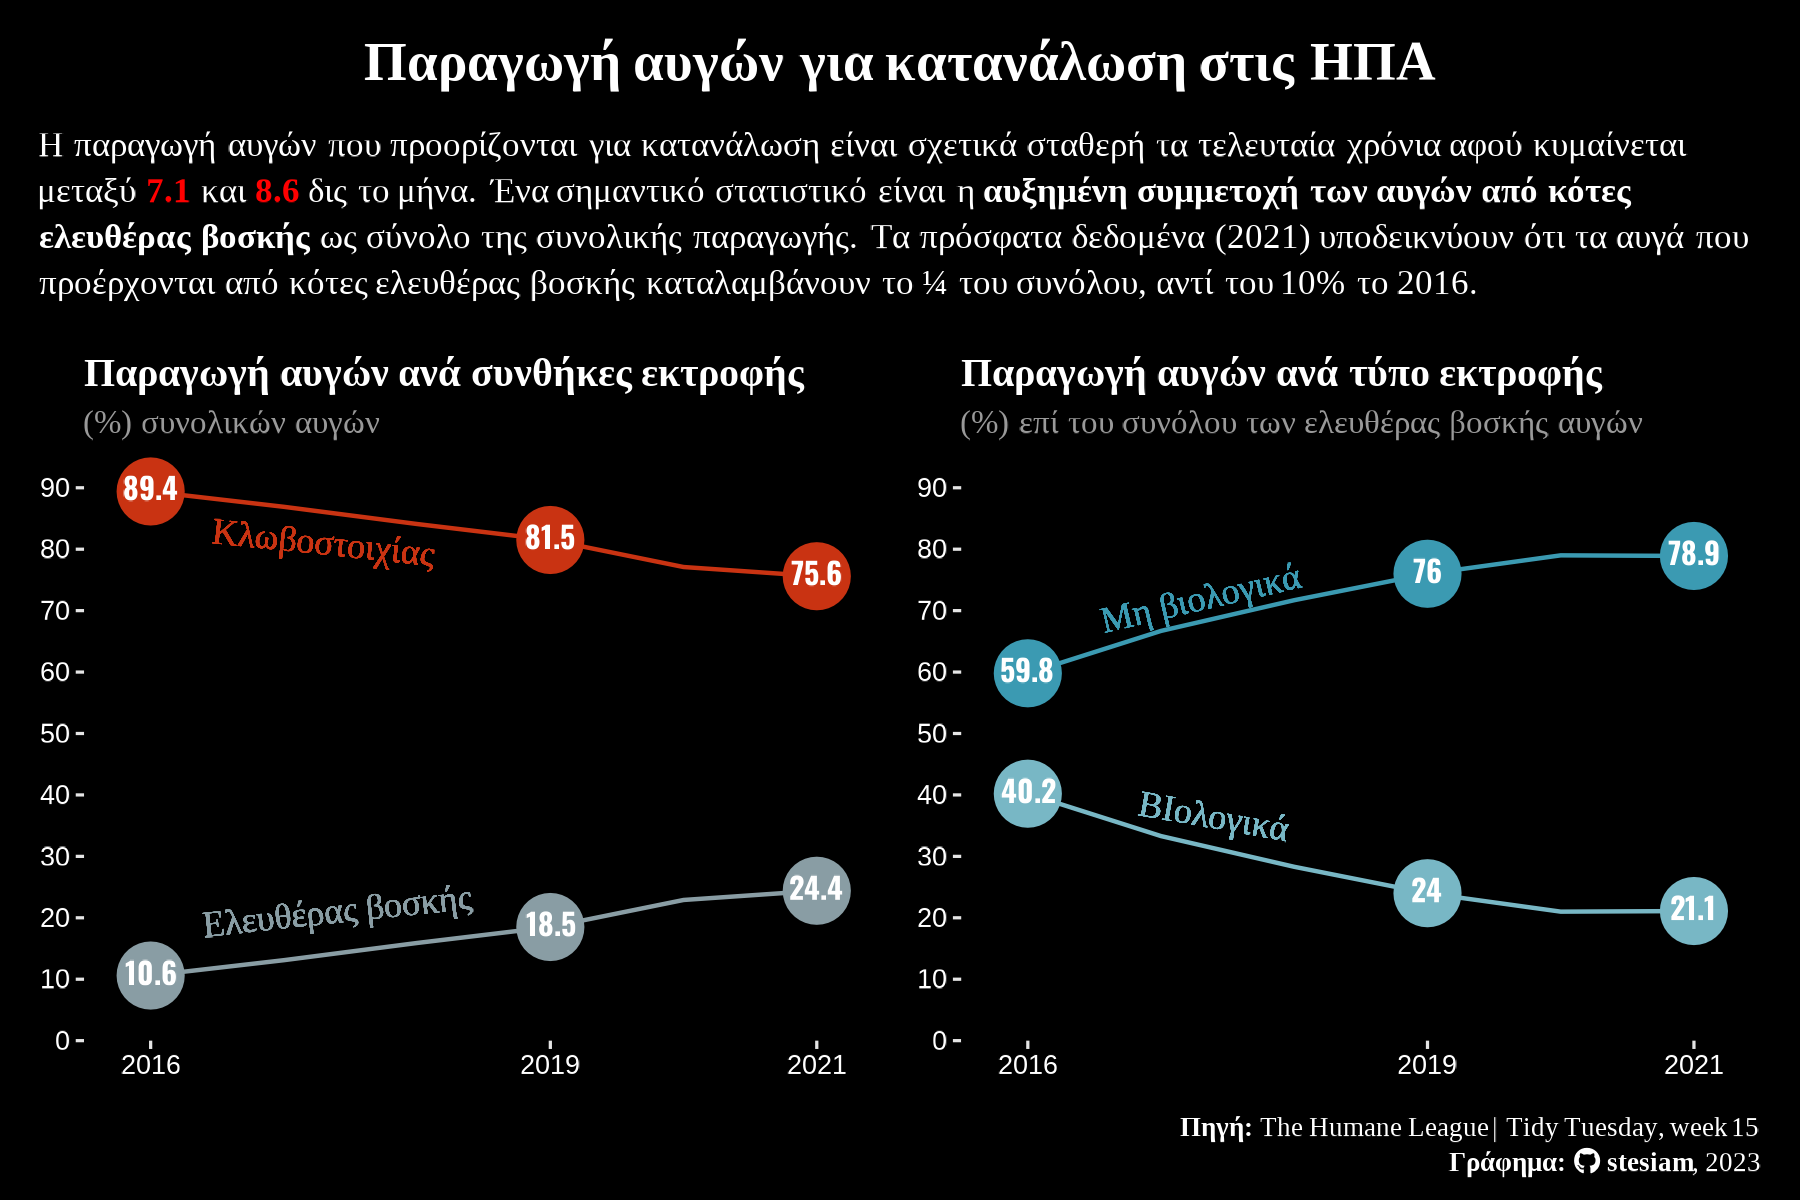 Παραγωγή αυγών για κατανάλωση στις ΗΠΑ
Η παραγωγή αυγών που προορίζονται για κατανάλωση είναι σχετικά σταθερή τα τελευταία χρόνια αφού κυμαίνεται
μεταξύ 7.1 και 8.6 δις το μήνα. Ένα σημαντικό στατιστικό είναι η αυξημένη συμμετοχή των αυγών από κότες
ελευθέρας βοσκής ως σύνολο της συνολικής παραγωγής. Τα πρόσφατα δεδομένα (2021) υποδεικνύουν ότι τα αυγά που
προέρχονται από κότες ελευθέρας βοσκής καταλαμβάνουν το ¼ του συνόλου, αντί του 10% το 2016.
Παραγωγή αυγών ανά συνθήκες εκτροφής
(%) συνολικών αυγών
90
80
70
60
50
40
30
20
10
0
89.4
81.5
75.6
Κλωβοστοιχίας
Ελευθέρας βοσκής
10.6
18.5
24.4
2016
2019
2021
Παραγωγή αυγών ανά τύπο εκτροφής
(%) επί του συνόλου των ελευθέρας βοσκής αυγών
90
80
70
60
50
40
30
20
10
0
59.8
76
78.9
Μη βιολογικά
ΒΙολογικά
40.2
24
21.1
2016
2019
2021
Πηγή: The Humane League | Tidy Tuesday, week 15
Γράφημα: stesiam, 2023